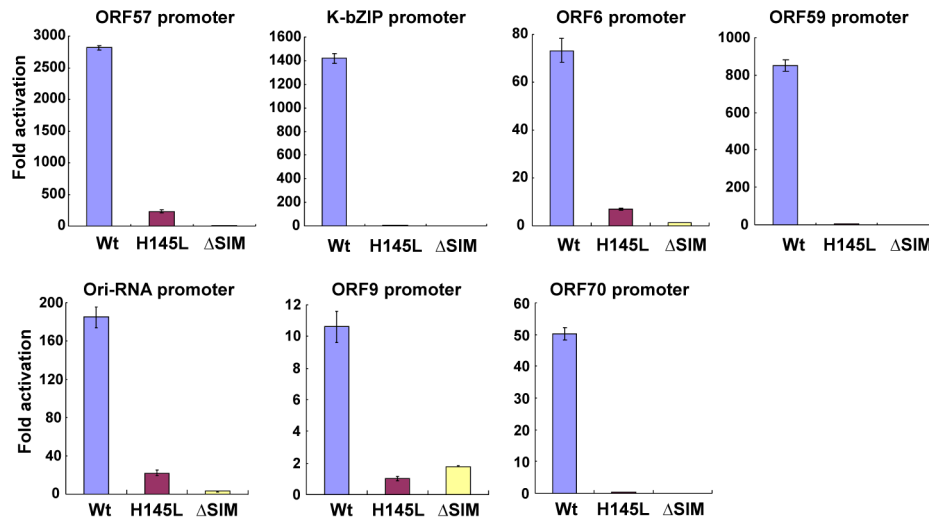 ORF57 promoter
Fold activation
3000
2500
2000
1500
1000
500
0
Wt H145L ΔSIM
K-bZIP promoter
1600
1400
1200
1000
800
600
400
200
0
Wt H145L ΔSIM
ORF6 promoter
80
60
40
20
0
Wt H145L ΔSIM
ORF59 promoter
1000
800
600
400
200
0
Wt H145L ΔSIM
Ori-RNA promoter
Fold activation
200
160
120
80
40
0
Wt H145L ΔSIM
ORF9 promoter
12
10
8
6
4
2
0
Wt H145L ΔSIM
ORF70 promoter
60
50
40
30
20
10
0
Wt H145L ΔSIM